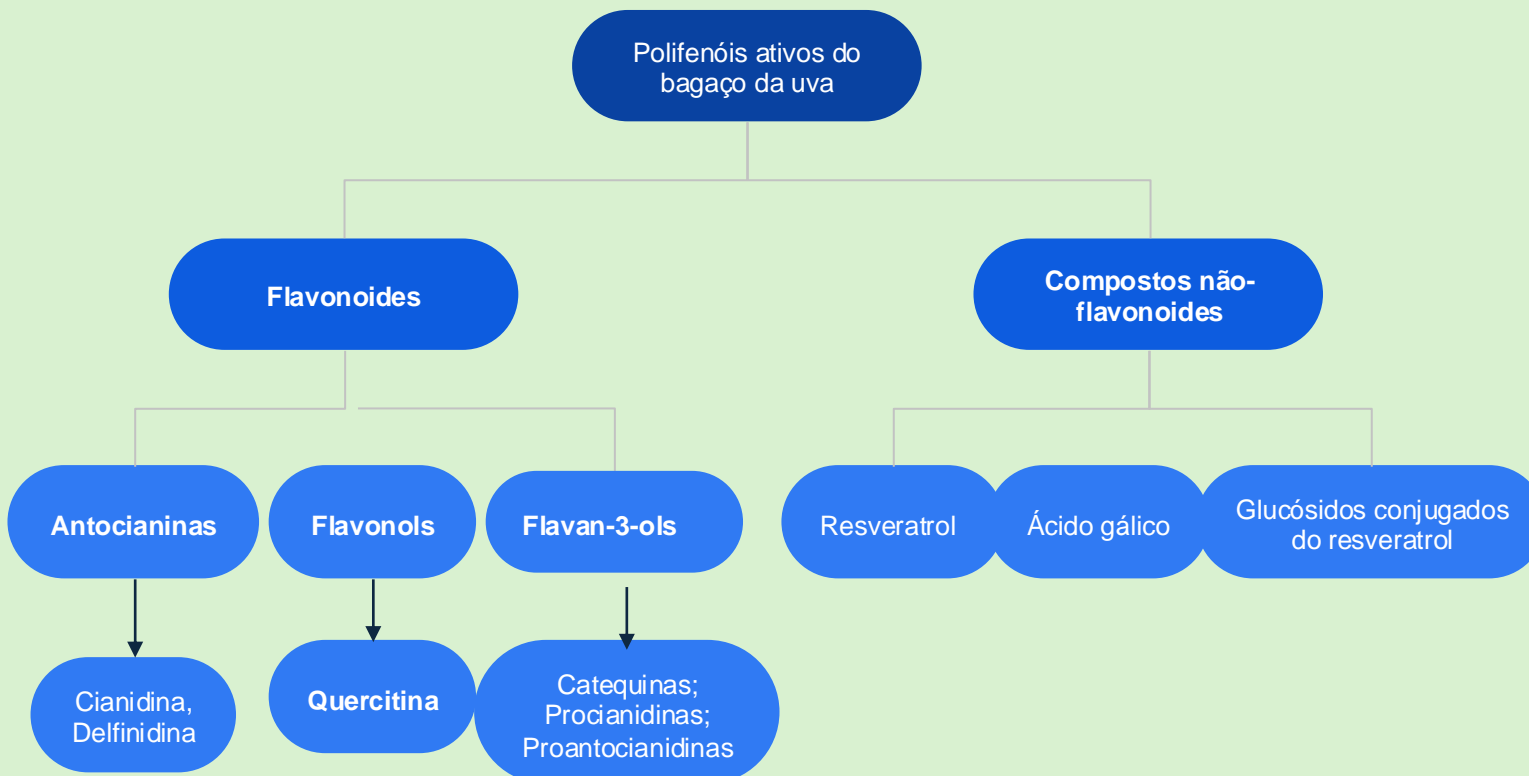 Polifenóis ativos do
bagaço da uva
Flavonoides
Compostos não-
flavonoides
Antocianinas
Flavonols
Flavan-3-ols
Resveratrol
Ácido gálico
Glucósidos conjugados
do resveratrol
Cianidina,
Delfinidina
Quercitina
Catequinas;
Procianidinas;
Proantocianidinas